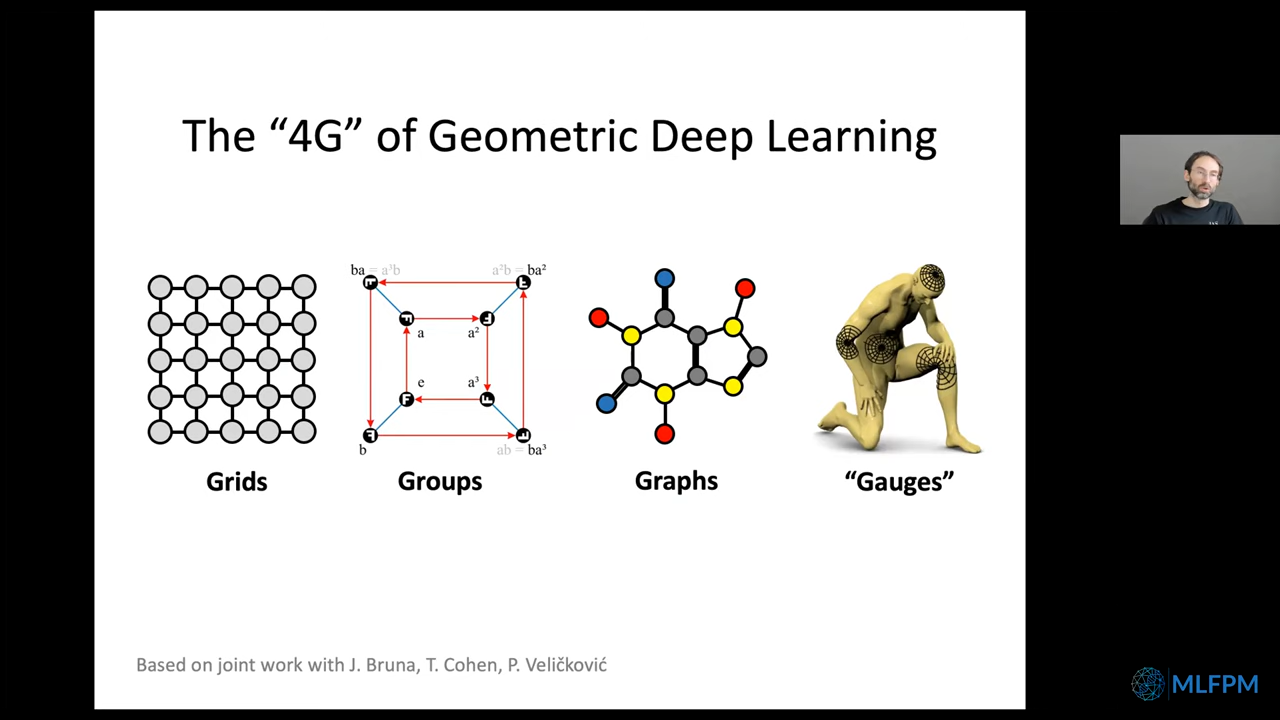 The “4G” of Geometric Deep Learning
ba = a³b
a²b = ba²
a
a²
e
a³
b
ab = ba³
Grids
Groups
Graphs
“Gauges”
Based on joint work with J. Bruna, T. Cohen, P. Veličković
MLFPM